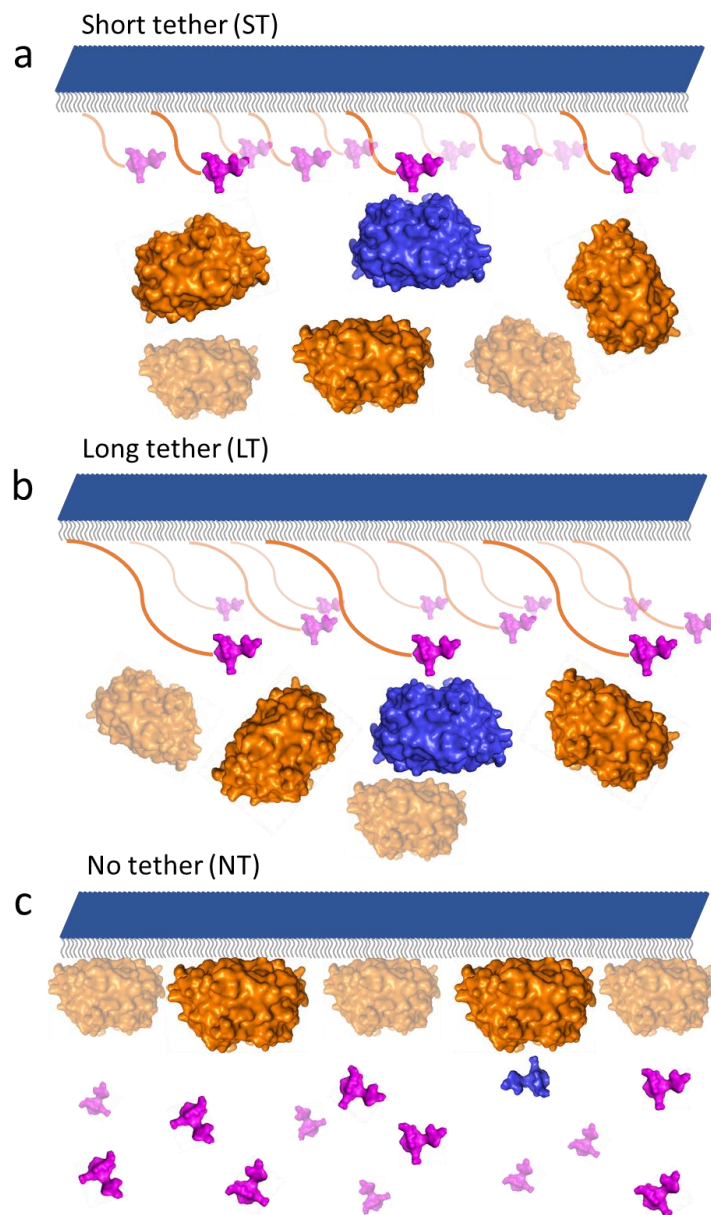 Short tether (ST)
a
Long tether (LT)
b
No tether (NT)
c